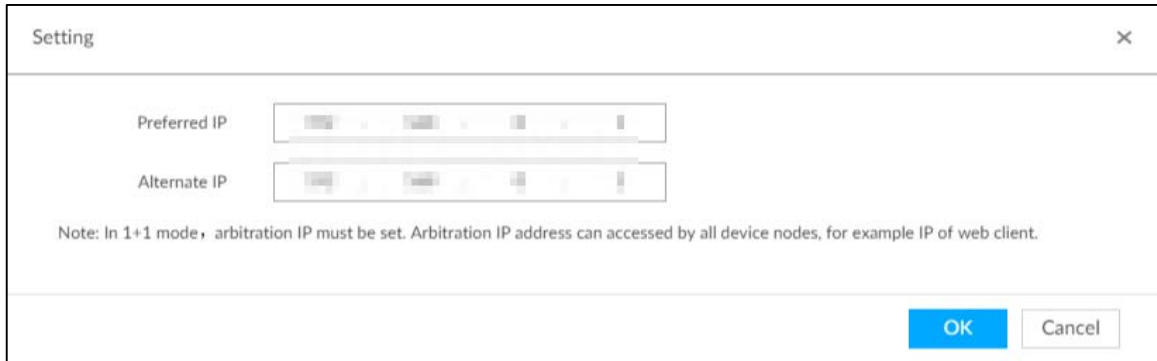 Setting
×
Preferred IP
Alternate IP
Note: In 1+1 mode，arbitration IP must be set. Arbitration IP address can accessed by all device nodes, for example IP of web client.
OK Cancel